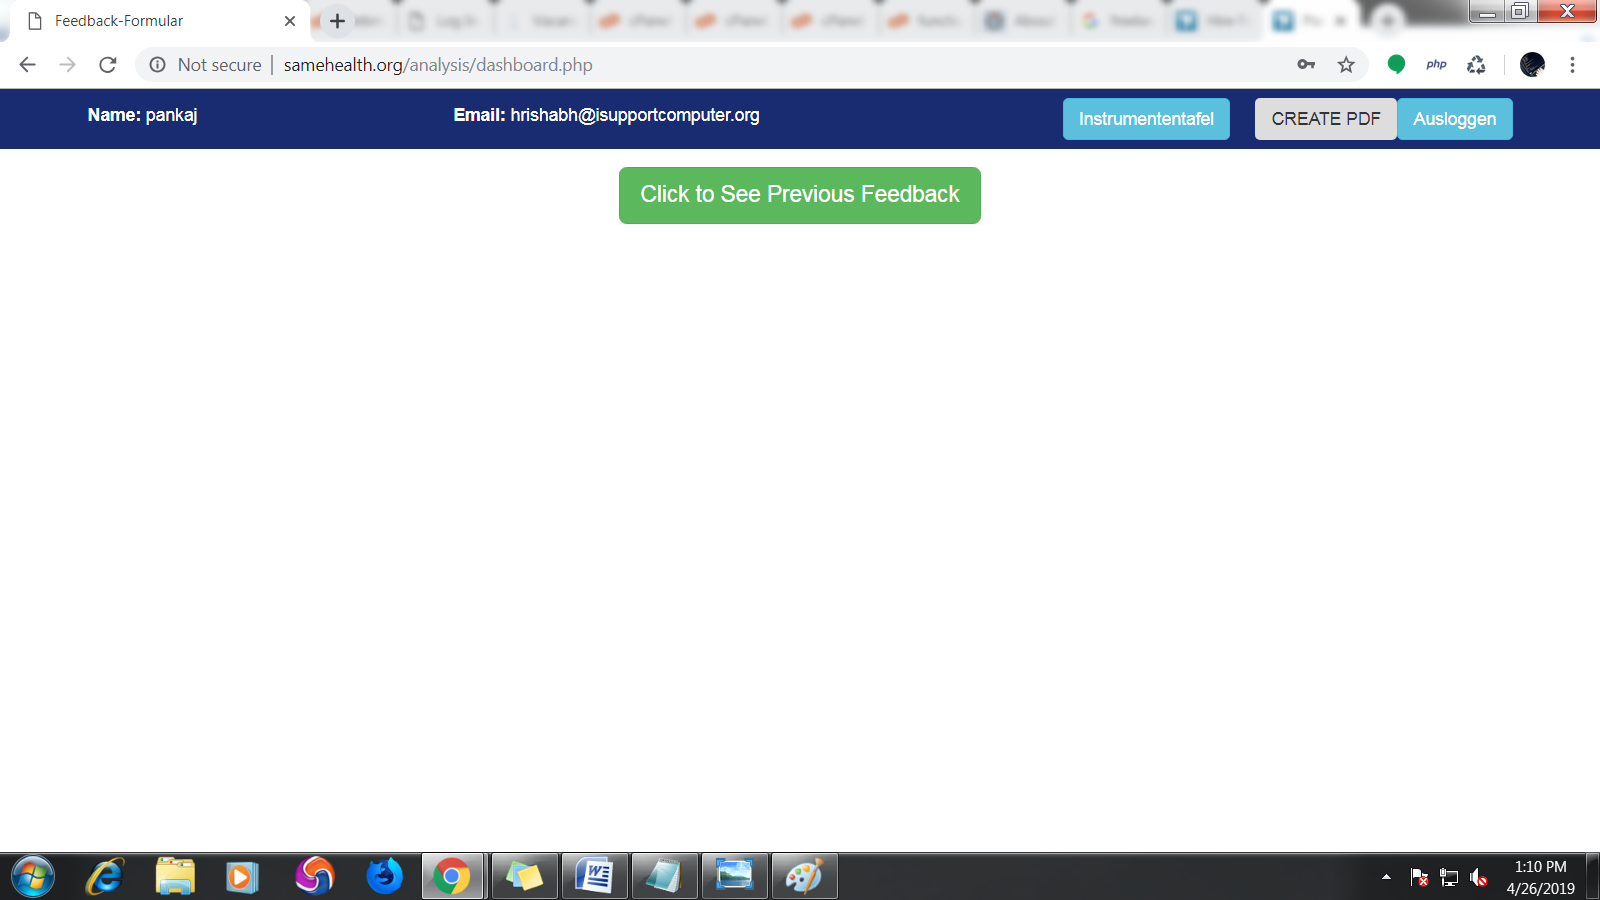 Feedback-Formular
Not secure | samehealth.org/analysis/dashboard.php
php
Name: pankaj
Email: hrishabh@isupportcomputer.org
Instrumententafel
CREATE PDF
Ausloggen
Click to See Previous Feedback
1:10 PM
4/26/2019